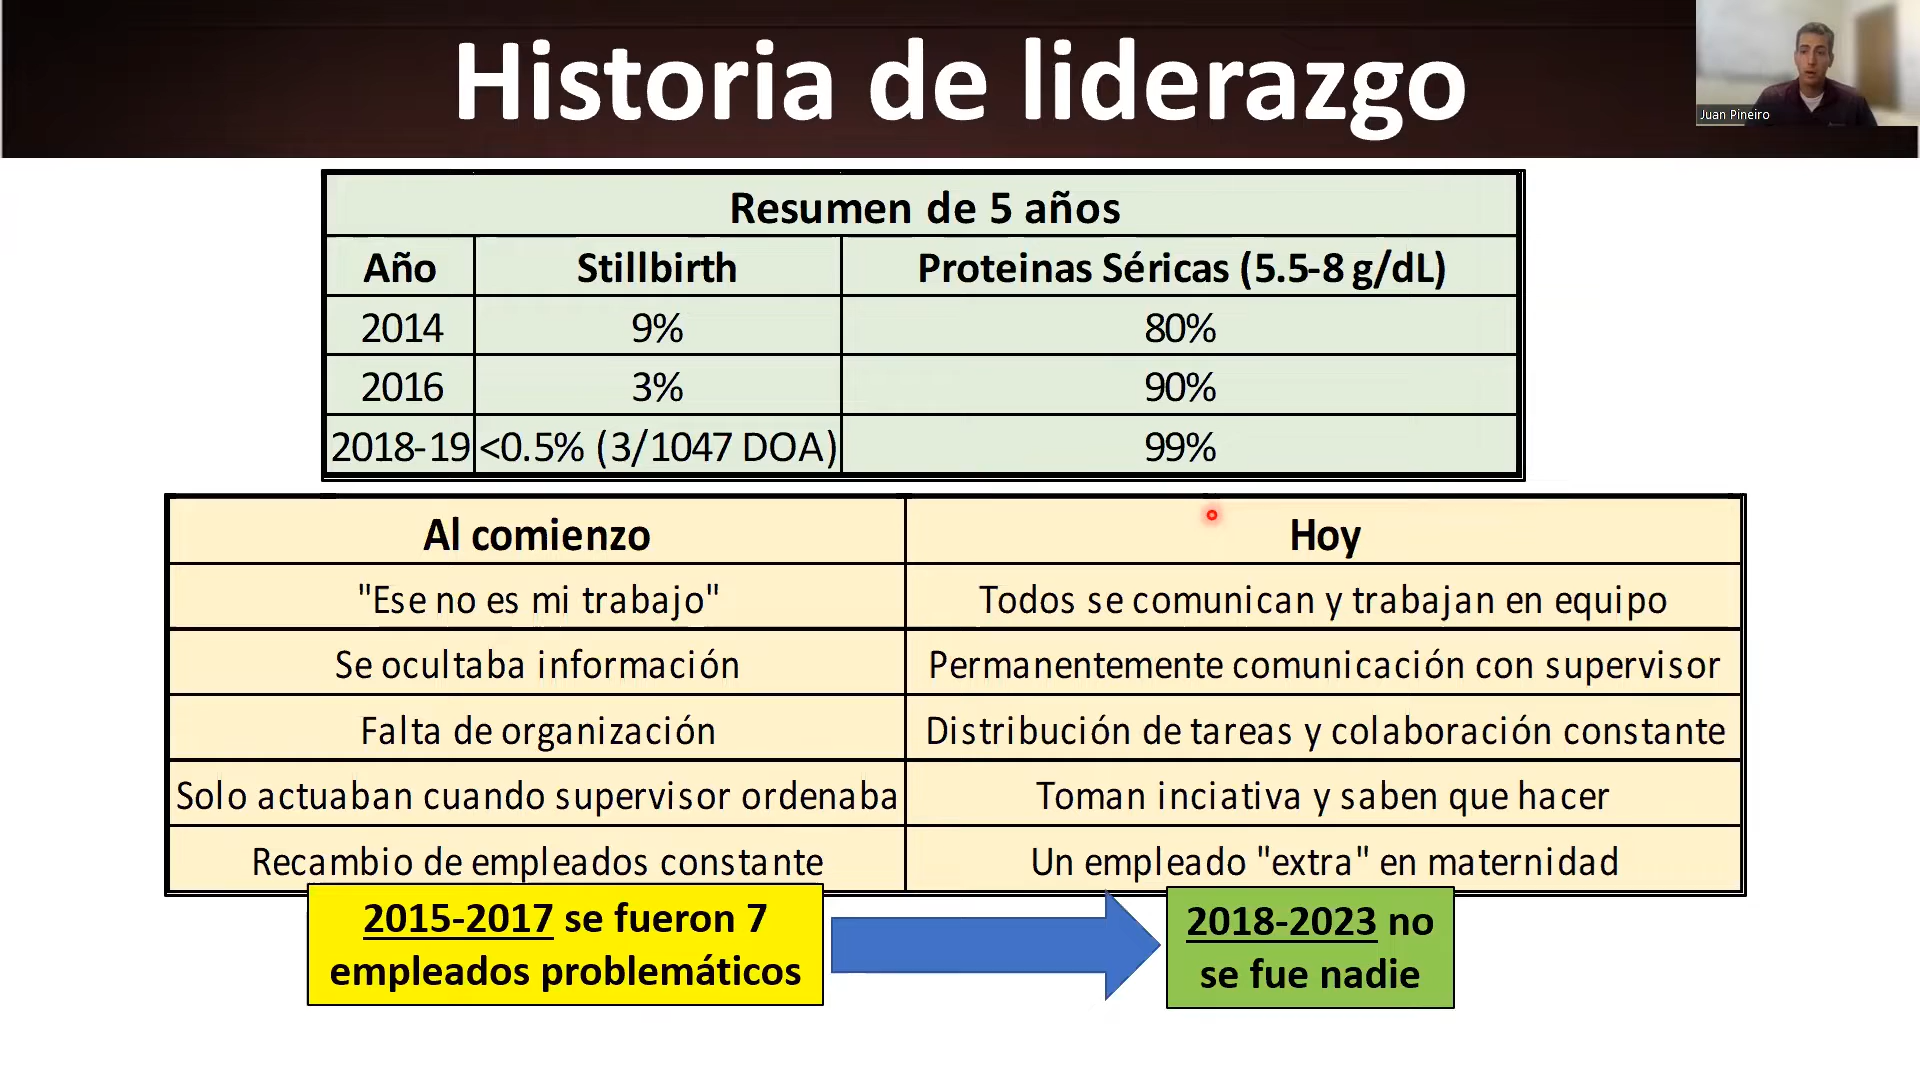 Historia de liderazgo
Juan Pineiro
Resumen de 5 años
Año Stillbirth Proteinas Séricas (5.5-8 g/dL)
2014 9% 80%
2016 3% 90%
2018-19 <0.5% (3/1047 DOA) 99%
Al comienzo Hoy
"Ese no es mi trabajo" Todos se comunican y trabajan en equipo
Se ocultaba información Permanentemente comunicación con supervisor
Falta de organización Distribución de tareas y colaboración constante
Solo actuaban cuando supervisor ordenaba Toman inciativa y saben que hacer
Recambio de empleados constante Un empleado "extra" en maternidad
2015-2017 se fueron 7
empleados problemáticos
2018-2023 no
se fue nadie